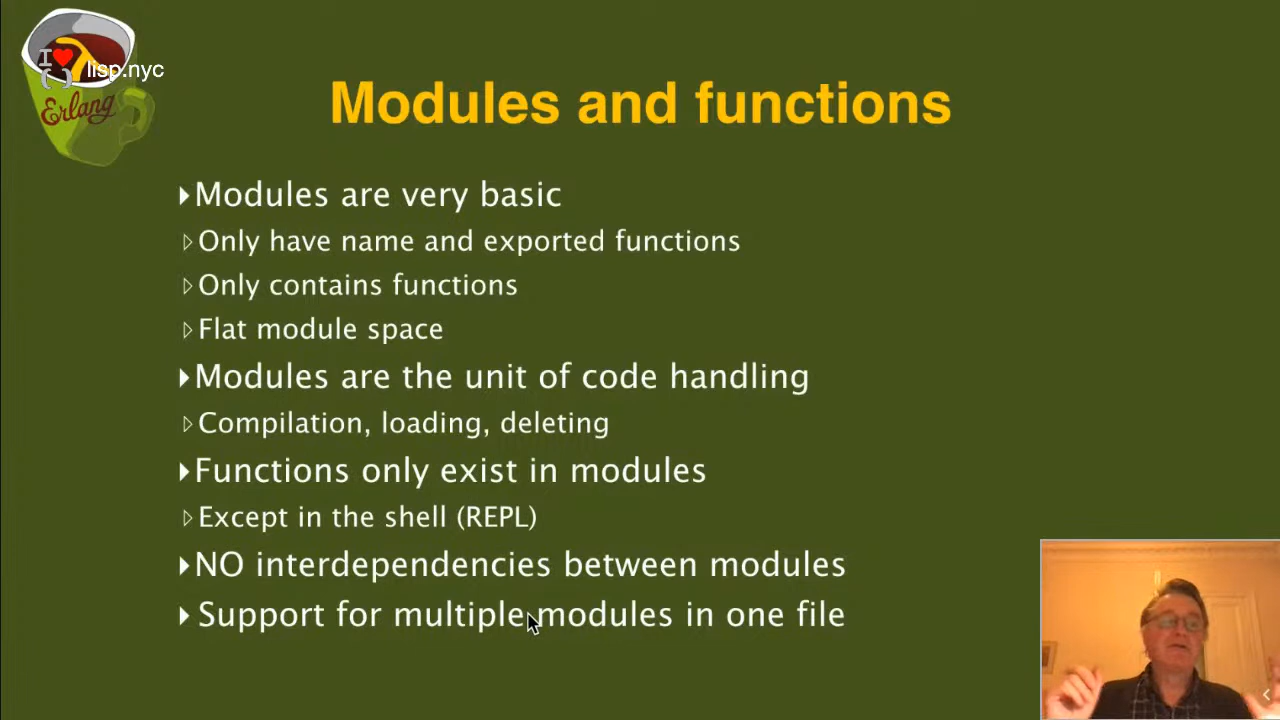 I ♥ lisp.nyc
( )
Erlang
Modules and functions
Modules are very basic
Only have name and exported functions
Only contains functions
Flat module space
Modules are the unit of code handling
Compilation, loading, deleting
Functions only exist in modules
Except in the shell (REPL)
NO interdependencies between modules
Support for multiple modules in one file